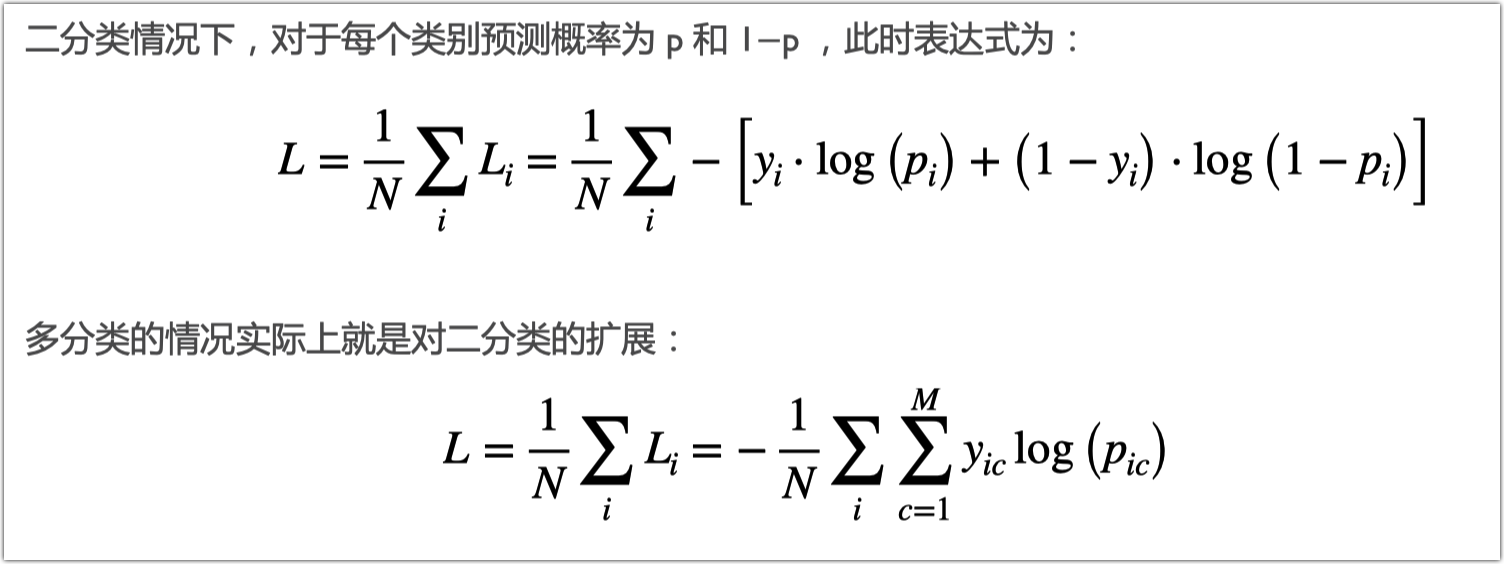 二分类情况下，对于每个类别预测概率为 p 和 1−p ，此时表达式为：
L = \frac{1}{N} \sum_{i} L_i = \frac{1}{N} \sum_{i} - \left[ y_i \cdot \log \left( p_i \right) + \left( 1 - y_i \right) \cdot \log \left( 1 - p_i \right) \right]
多分类的情况实际上就是对二分类的扩展：
L = \frac{1}{N} \sum_{i} L_i = - \frac{1}{N} \sum_{i} \sum_{c=1}^{M} y_{ic} \log \left( p_{ic} \right)